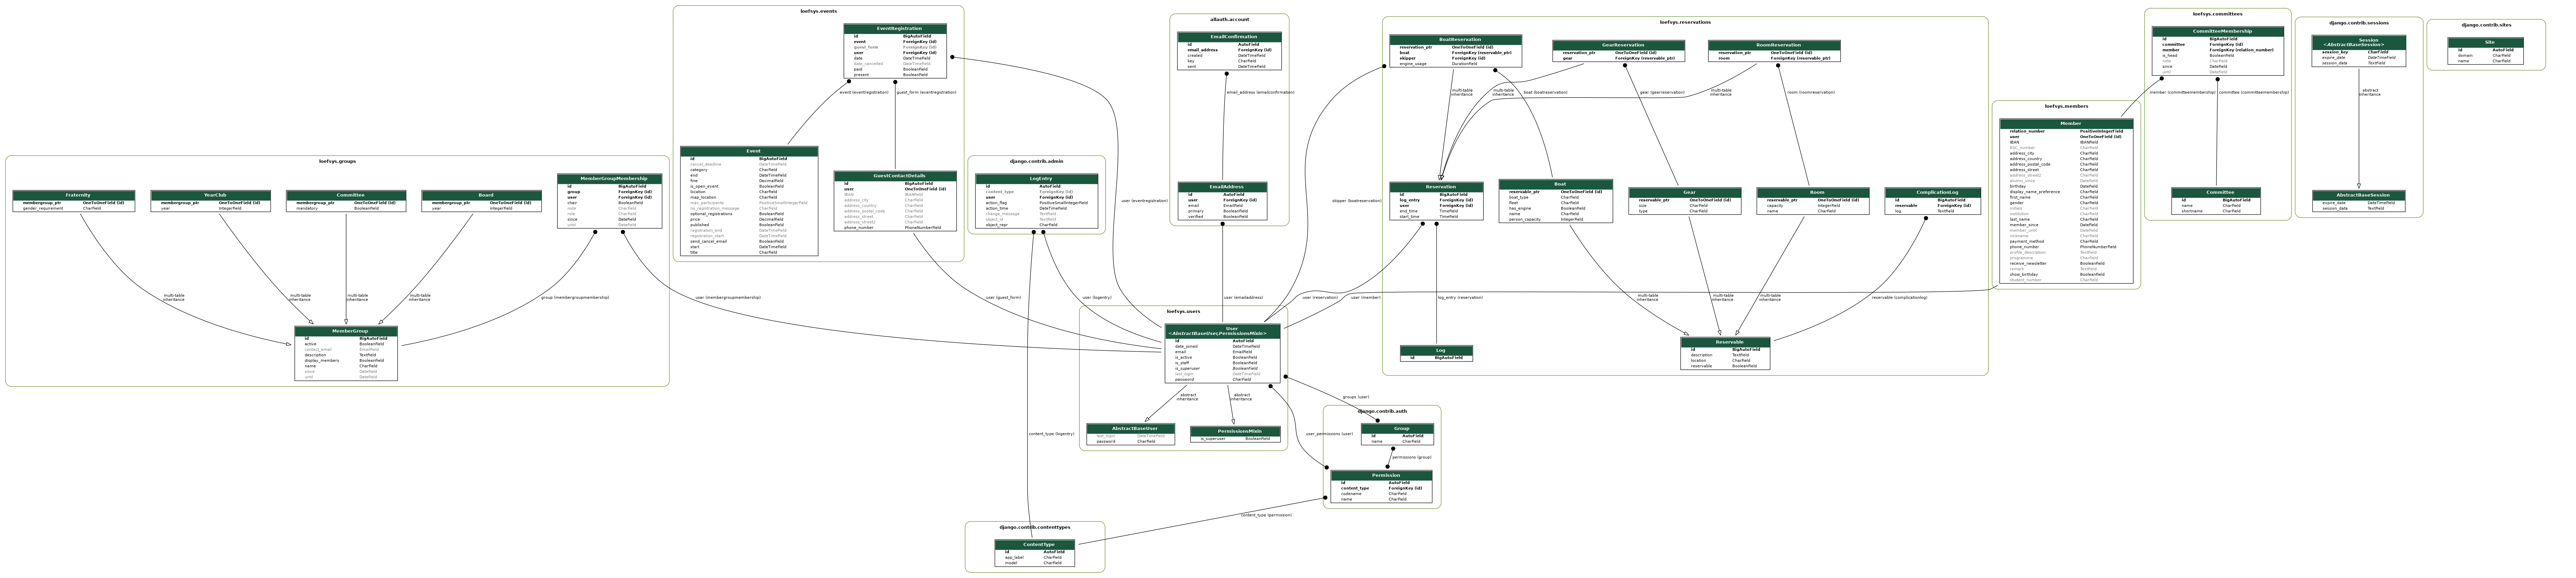 loefsys.groups
Fraternity
membergroup_ptr OneToOneField (id)
gender_requirement CharField
YearClub
membergroup_ptr OneToOneField (id)
year IntegerField
Committee
membergroup_ptr OneToOneField (id)
mandatory BooleanField
Board
membergroup_ptr OneToOneField (id)
year IntegerField
MemberGroupMembership
id BigAutoField
group ForeignKey (id)
user ForeignKey (id)
chair BooleanField
note CharField
role CharField
since DateField
until DateField
multi-table
inheritance
multi-table
inheritance
multi-table
inheritance
multi-table
inheritance
group (membergroupmembership)
user (membergroupmembership)
MemberGroup
id BigAutoField
active BooleanField
contact_email EmailField
description TextField
display_members BooleanField
name CharField
since DateField
until DateField
loefsys.events
EventRegistration
id BigAutoField
event ForeignKey (id)
guest_form ForeignKey (id)
user ForeignKey (id)
date DateTimeField
date_cancelled DateTimeField
paid BooleanField
present BooleanField
event (eventregistration)
guest_form (eventregistration)
user (eventregistration)
Event
id BigAutoField
cancel_deadline DateTimeField
category CharField
end DateTimeField
fine DecimalField
is_open_event BooleanField
location CharField
map_location CharField
max_participants PositiveSmallIntegerField
no_registration_message CharField
optional_registrations BooleanField
price DecimalField
published BooleanField
registration_end DateTimeField
registration_start DateTimeField
send_cancel_email BooleanField
start DateTimeField
title CharField
GuestContactDetails
id BigAutoField
user OneToOneField (id)
IBAN IBANField
address_city CharField
address_country CharField
address_postal_code CharField
address_street CharField
address_street2 CharField
phone_number PhoneNumberField
user (guest_form)
django.contrib.admin
LogEntry
id AutoField
content_type ForeignKey (id)
user ForeignKey (id)
action_flag PositiveSmallIntegerField
action_time DateTimeField
change_message TextField
object_id TextField
object_repr CharField
user (logentry)
content_type (logentry)
allauth.account
EmailConfirmation
id AutoField
email_address ForeignKey (id)
created DateTimeField
key CharField
sent DateTimeField
email_address (emailconfirmation)
EmailAddress
id AutoField
user ForeignKey (id)
email EmailField
primary BooleanField
verified BooleanField
user (emailaddress)
loefsys.users
User
<AbstractBaseUser,PermissionsMixin>
id AutoField
date_joined DateTimeField
email EmailField
is_active BooleanField
is_staff BooleanField
is_superuser BooleanField
last_login DateTimeField
password CharField
abstract
inheritance
abstract
inheritance
AbstractBaseUser
last_login DateTimeField
password CharField
PermissionsMixin
is_superuser BooleanField
loefsys.reservations
BoatReservation
reservation_ptr OneToOneField (id)
boat ForeignKey (reservable_ptr)
skipper ForeignKey (id)
engine_usage DurationField
GearReservation
reservation_ptr OneToOneField (id)
gear ForeignKey (reservable_ptr)
RoomReservation
reservation_ptr OneToOneField (id)
room ForeignKey (reservable_ptr)
multi-table
inheritance
multi-table
inheritance
boat (boatreservation)
gear (gearreservation)
multi-table
inheritance
room (roomreservation)
skipper (boatreservation)
Reservation
id BigAutoField
log_entry ForeignKey (id)
user ForeignKey (id)
end_time TimeField
start_time TimeField
Boat
reservable_ptr OneToOneField (id)
boat_type CharField
fleet CharField
has_engine BooleanField
name CharField
person_capacity IntegerField
Gear
reservable_ptr OneToOneField (id)
size CharField
type CharField
Room
reservable_ptr OneToOneField (id)
capacity IntegerField
name CharField
ComplicationLog
id BigAutoField
reservable ForeignKey (id)
log TextField
user (reservation)
user (member)
log_entry (reservation)
multi-table
inheritance
multi-table
inheritance
multi-table
inheritance
reservable (complicationlog)
Log
id BigAutoField
Reservable
id BigAutoField
description TextField
location CharField
reservable BooleanField
groups (user)
user_permissions (user)
django.contrib.auth
Group
id AutoField
name CharField
permissions (group)
Permission
id AutoField
content_type ForeignKey (id)
codename CharField
name CharField
content_type (permission)
django.contrib.contenttypes
ContentType
id AutoField
app_label CharField
model CharField
loefsys.members
Member
relation_number PositiveIntegerField
user OneToOneField (id)
IBAN IBANField
BSC_number CharField
address_city CharField
address_country CharField
address_postal_code CharField
address_street CharField
address_street2 CharField
alumni_since DateField
birthday DateField
display_name_preference CharField
first_name CharField
gender CharField
initials CharField
institution CharField
last_name CharField
member_since DateField
member_until DateField
nickname CharField
payment_method CharField
phone_number PhoneNumberField
profile_description TextField
programme CharField
receive_newsletter BooleanField
remark TextField
show_birthday BooleanField
student_number CharField
loefsys.committees
CommitteeMembership
id BigAutoField
committee ForeignKey (id)
member ForeignKey (relation_number)
is_head BooleanField
note CharField
since DateField
until DateField
member (committeemembership)
committee (committeemembership)
Committee
id BigAutoField
name CharField
shortname CharField
django.contrib.sessions
Session
<AbstractBaseSession>
session_key CharField
expire_date DateTimeField
session_data TextField
abstract
inheritance
AbstractBaseSession
expire_date DateTimeField
session_data TextField
django.contrib.sites
Site
id AutoField
domain CharField
name CharField